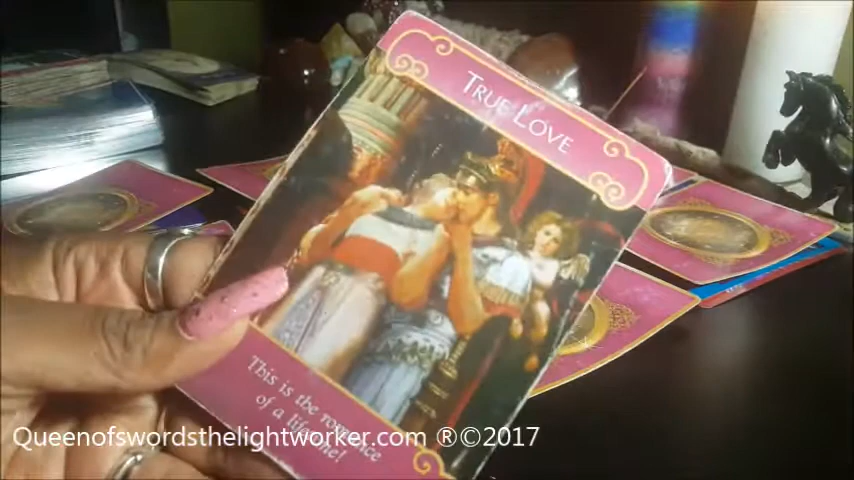 TRUE LOVE
This is the romance
of a lifetime!
Queenofswordsthelightworker.com ®©2017